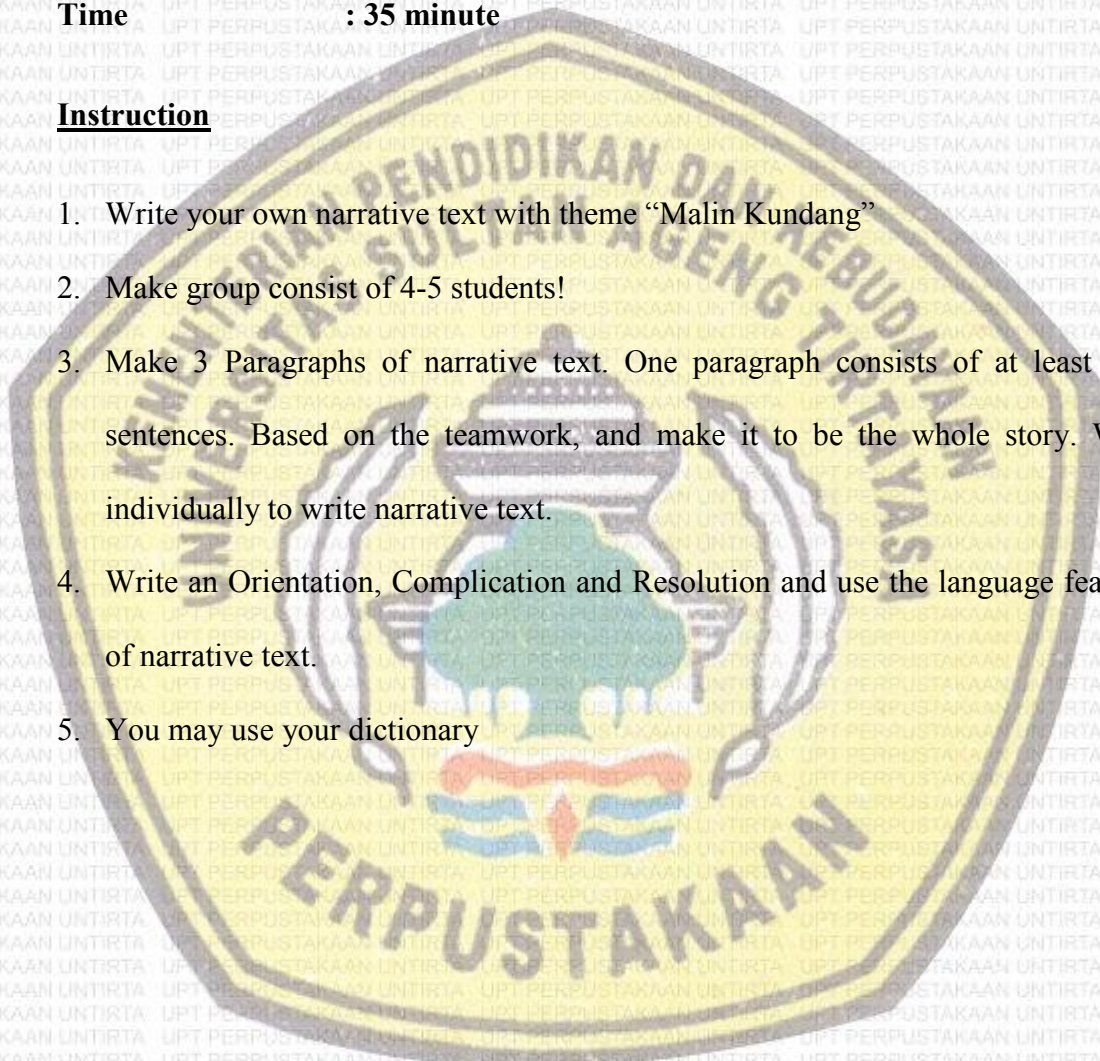 Time : 35 minute
Instruction
1. Write your own narrative text with theme “Malin Kundang”
2. Make group consist of 4-5 students!
3. Make 3 Paragraphs of narrative text. One paragraph consists of at least
sentences. Based on the teamwork, and make it to be the whole story.
individually to write narrative text.
4. Write an Orientation, Complication and Resolution and use the language
of narrative text.
5. You may use your dictionary
KEMENTERIAN PENDIDIKAN DAN KEBUDAYAAN
UNIVERSITAS SULTAN AGENG TIRTAYASA
PERPUSTAKAAN
UPT PERPUSTAKAAN UNTIRTA